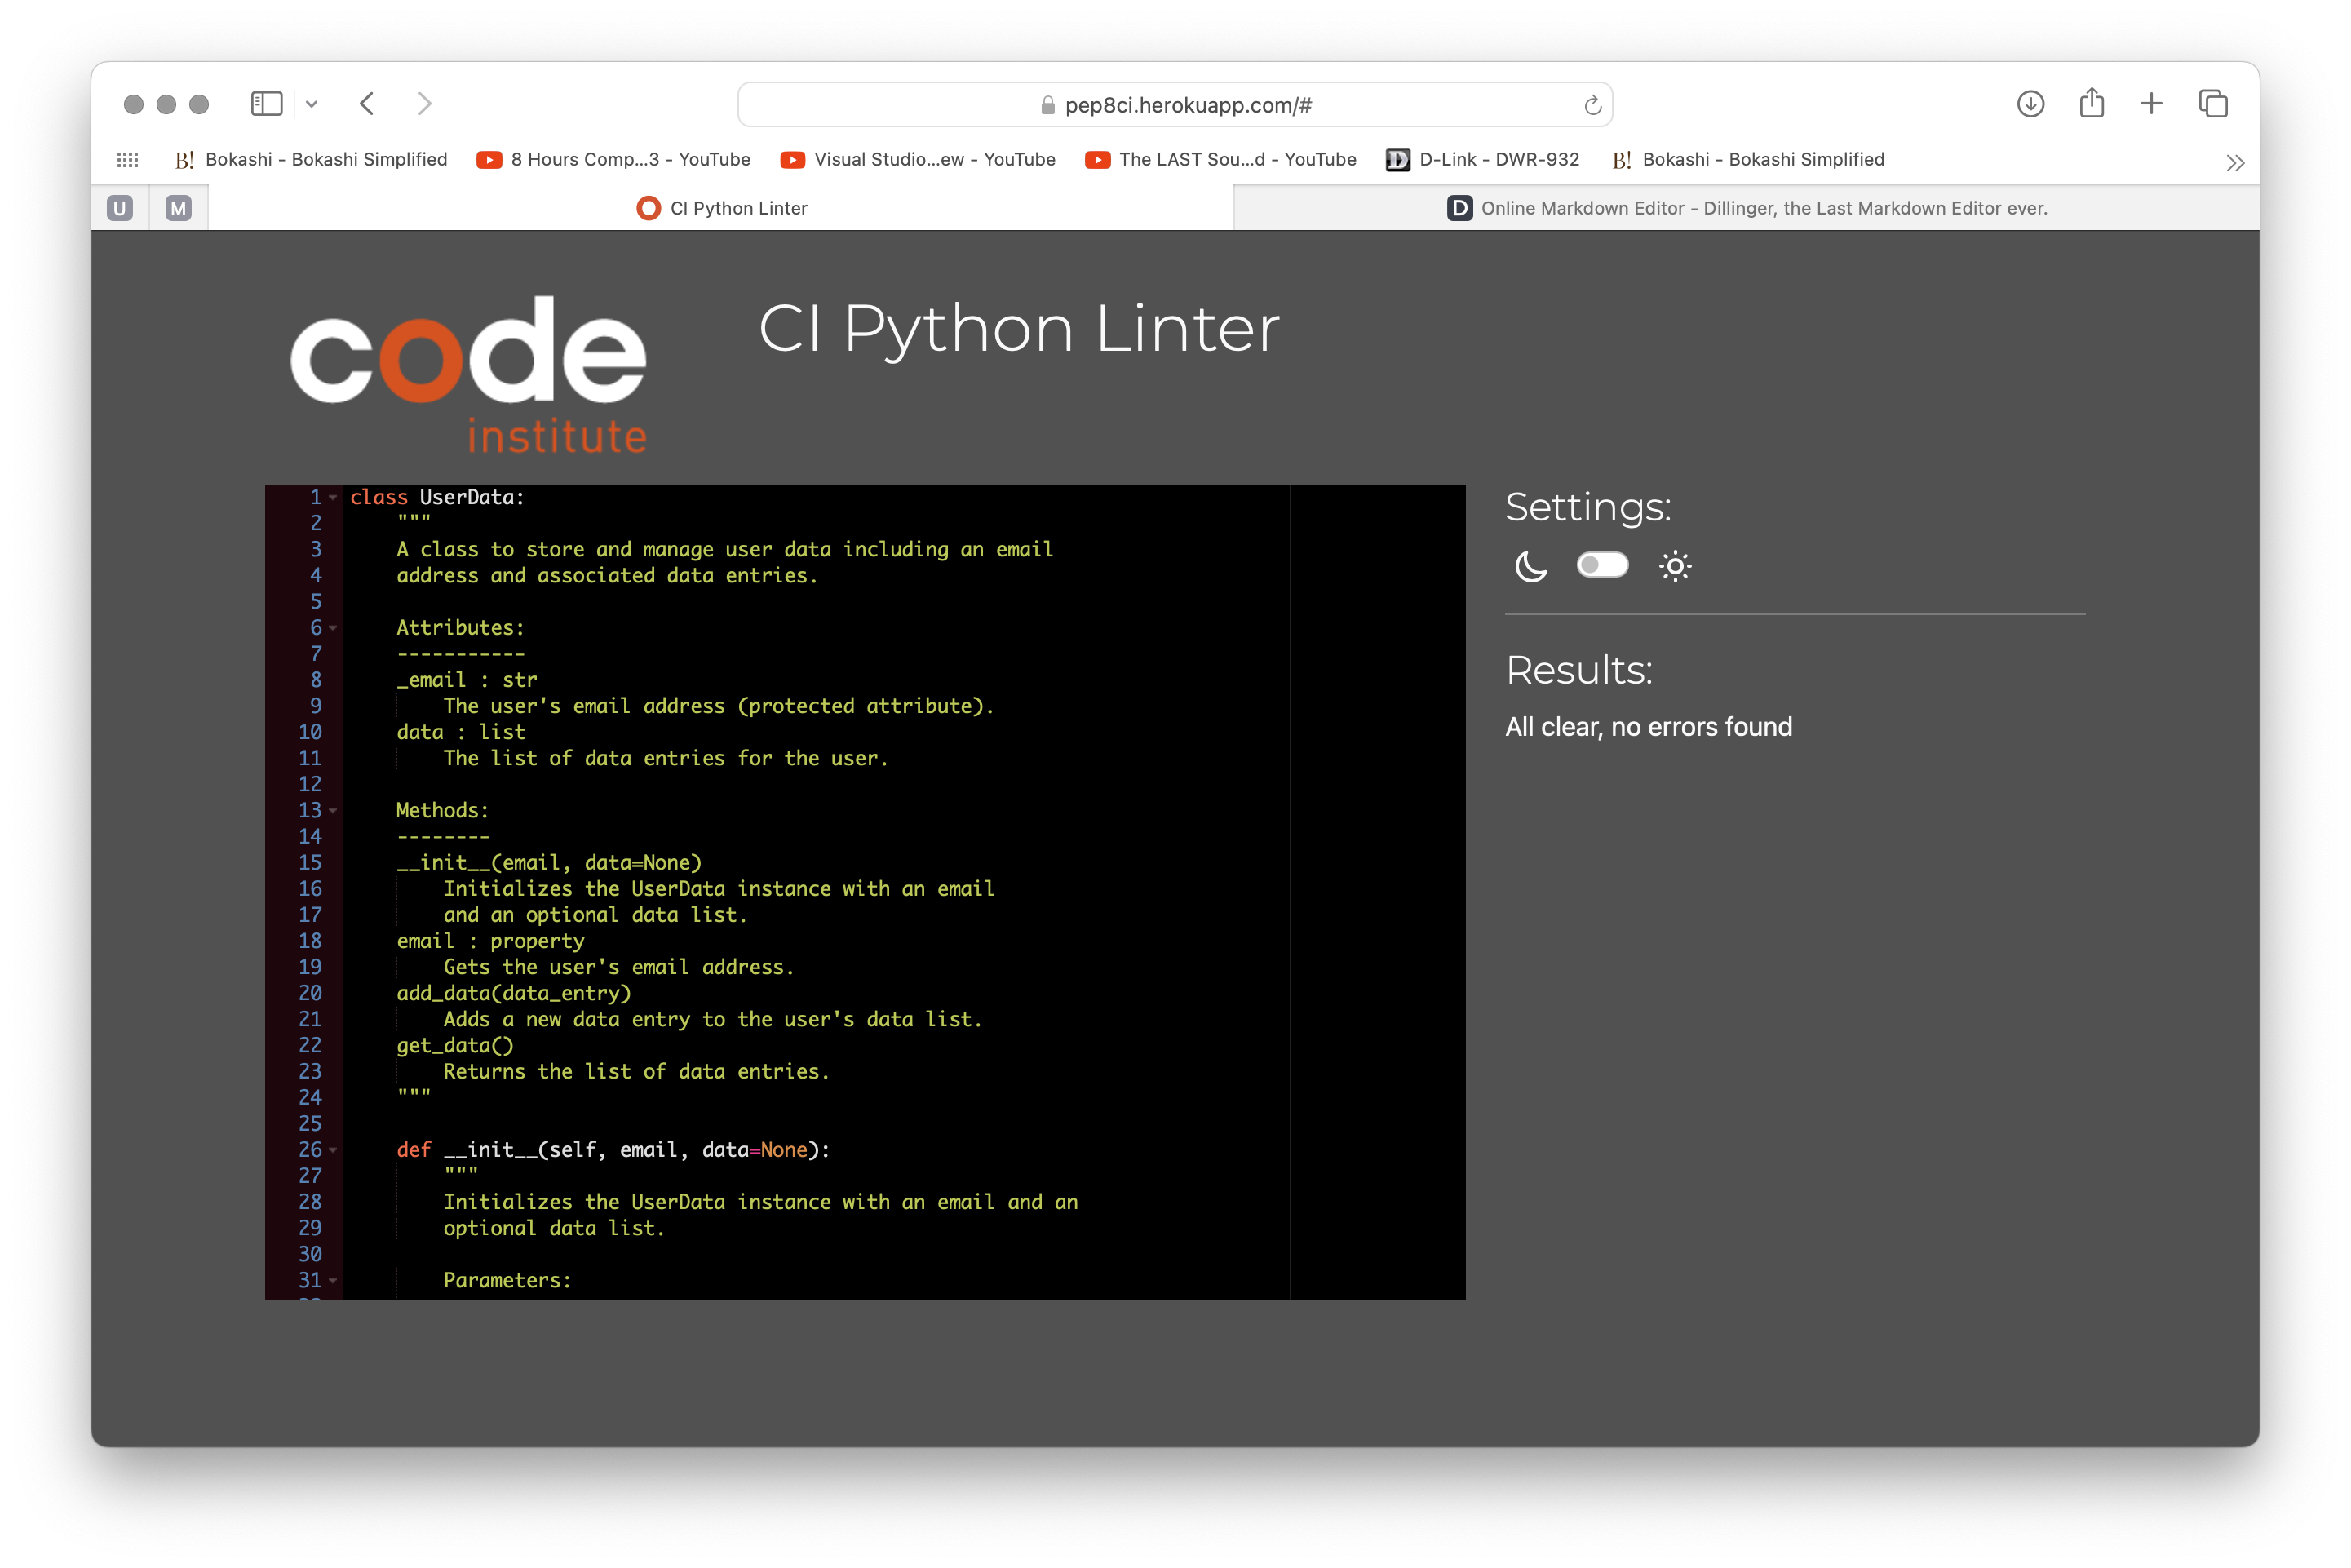 pep8ci.herokuapp.com/#
B! Bokashi - Bokashi Simplified
8 Hours Comp...3 - YouTube
Visual Studio...ew - YouTube
The LAST Sou...d - YouTube
D D-Link - DWR-932
B! Bokashi - Bokashi Simplified
U
M
CI Python Linter
D Online Markdown Editor - Dillinger, the Last Markdown Editor ever.
code
institute
CI Python Linter
1 class UserData:
2     """
3     A class to store and manage user data including an email
4     address and associated data entries.
5
6     Attributes:
7     -----------
8     _email : str
9         The user's email address (protected attribute).
10     data : list
11         The list of data entries for the user.
12
13     Methods:
14     --------
15     __init__(email, data=None)
16         Initializes the UserData instance with an email
17         and an optional data list.
18     email : property
19         Gets the user's email address.
20     add_data(data_entry)
21         Adds a new data entry to the user's data list.
22     get_data()
23         Returns the list of data entries.
24     """
25
26     def __init__(self, email, data=None):
27         """
28         Initializes the UserData instance with an email and an
29         optional data list.
30
31         Parameters:
Settings:
Results:
All clear, no errors found